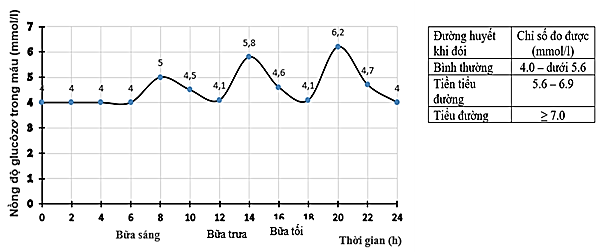 Nồng độ glucôzơ trong máu (mmol/l)
7
6
5
4
3
2
1
0
4 4 4 4 5 4,5 4,1 5,8 4,6 4,1 6,2 4,7 4
0 2 4 6 8 10 12 14 16 18 20 22 24
Bữa sáng Bữa trưa Bữa tối Thời gian (h)
Đường huyết khi đói Chỉ số đo được (mmol/l)
Bình thường 4.0 – dưới 5.6
Tiền tiểu đường 5.6 – 6.9
Tiểu đường ≥ 7.0